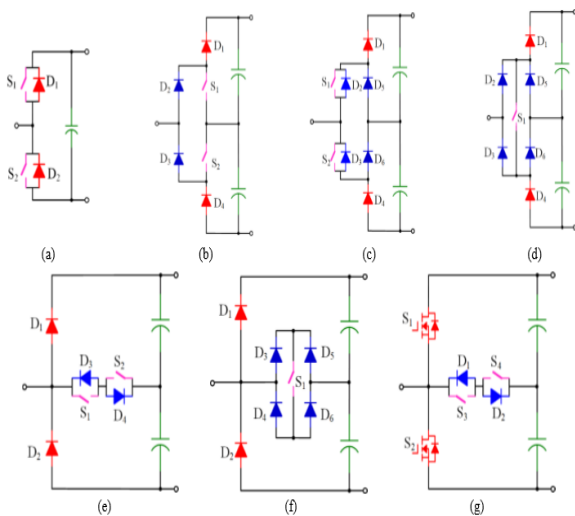 S₁ D₁
S₂ D₂
(a)
D₁
D₂ S₁
D₃ S₂
D₄
(b)
D₁
S₁ D₂ D₅
S₂ D₃ D₆
D₄
(c)
D₁
D₂ D₅
S₁
D₃ D₆
D₄
(d)
D₁
D₃ S₂
S₁ D₄
D₂
(e)
D₁
D₃ D₅
S₁
D₄ D₆
D₂
(f)
S₁
D₁ S₄
S₃ D₂
S₂
(g)